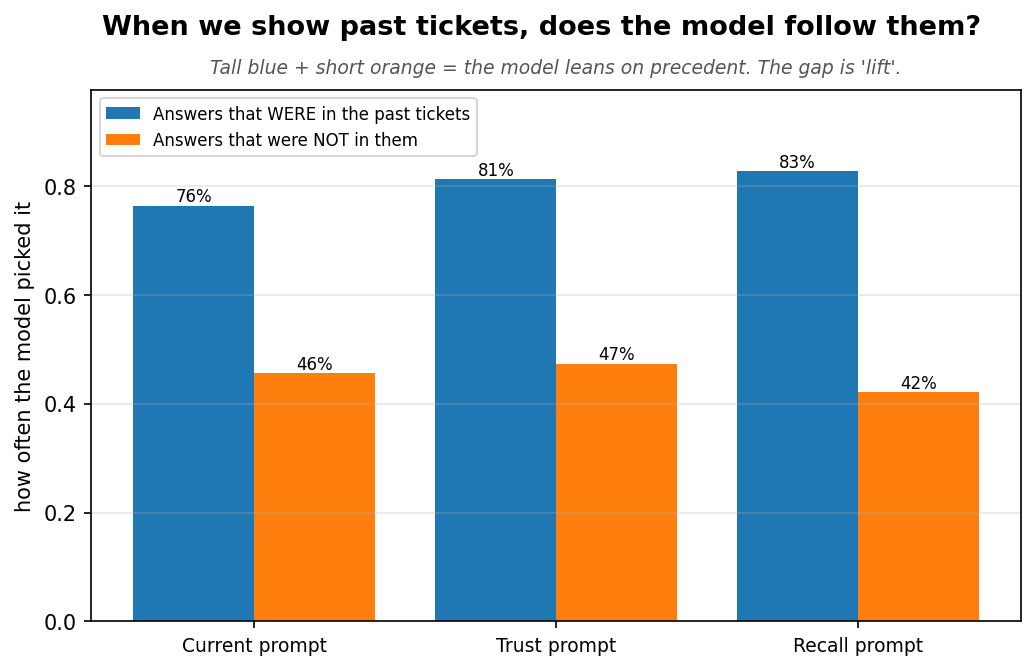 When we show past tickets, does the model follow them?
Tall blue + short orange = the model leans on precedent. The gap is 'lift'.
Answers that WERE in the past tickets
Answers that were NOT in them
how often the model picked it
0.8
0.6
0.4
0.2
0.0
76%
46%
81%
47%
83%
42%
Current prompt
Trust prompt
Recall prompt